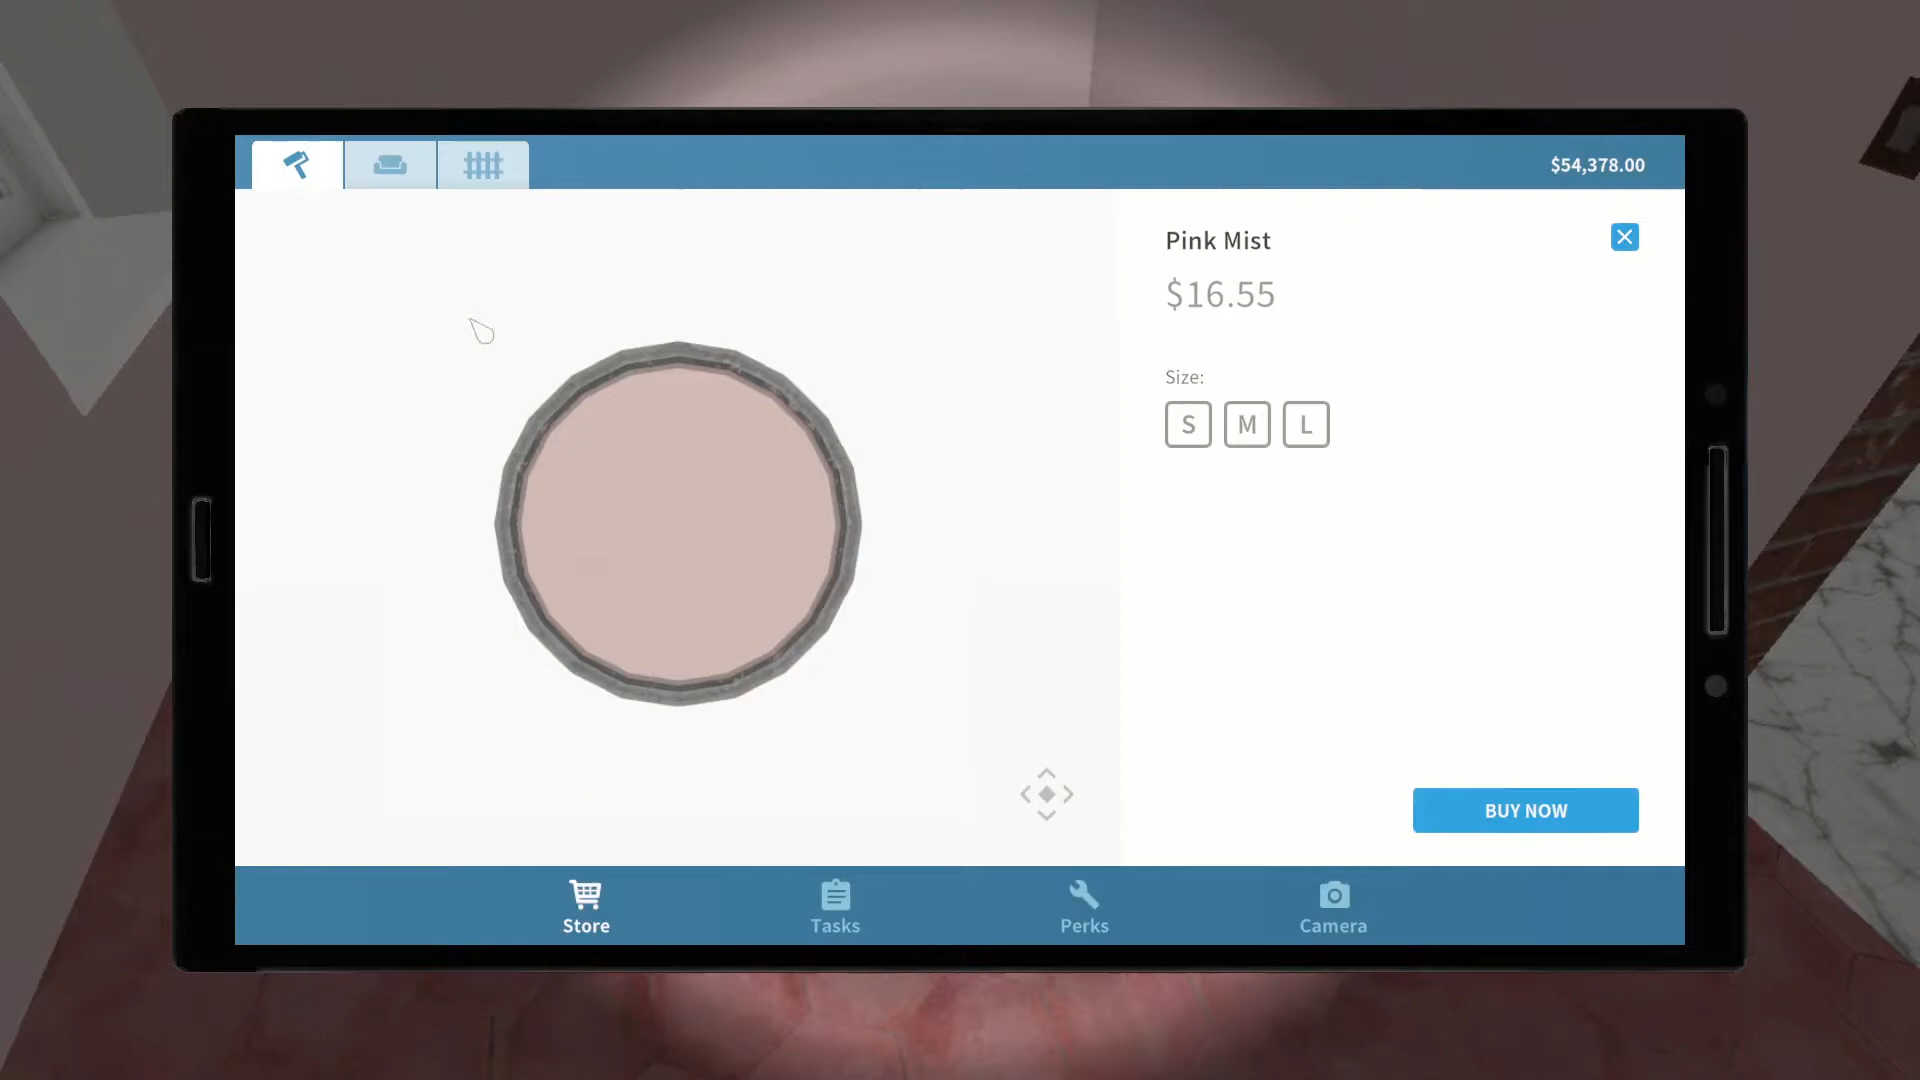 $54,378.00
Pink Mist
$16.55
Size:
S M L
BUY NOW
Store Tasks Perks Camera